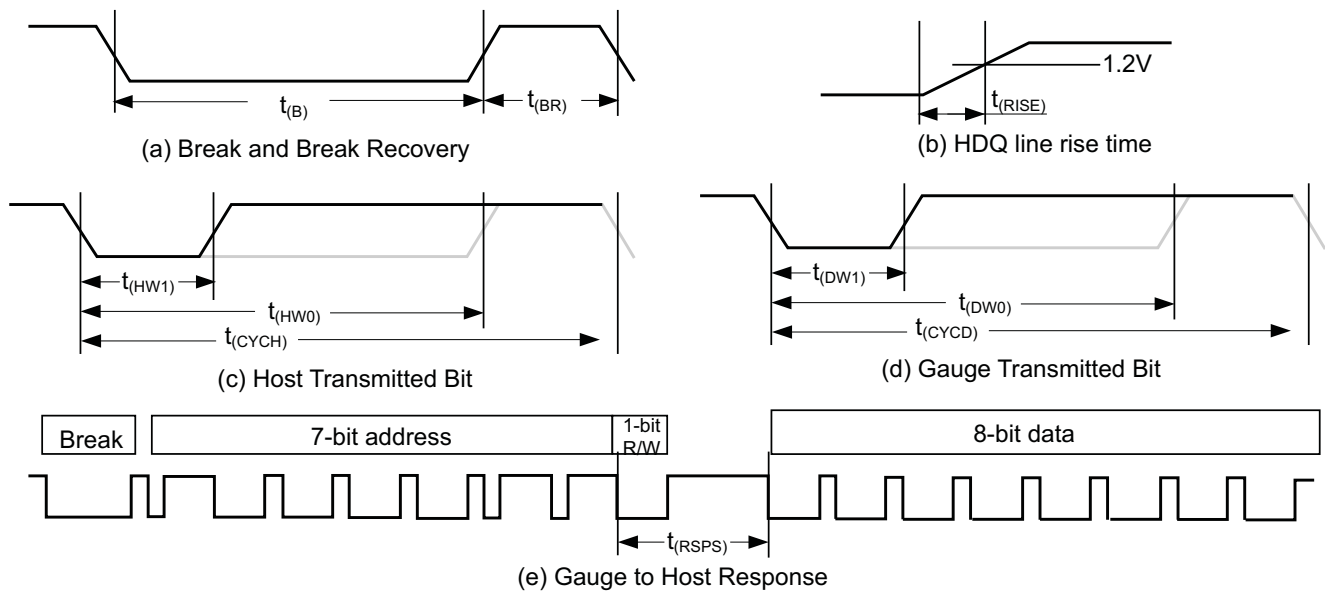 t(B)
t(BR)
(a) Break and Break Recovery
1.2V
t(RISE)
(b) HDQ line rise time
t(HW1)
t(HW0)
t(CYCH)
(c) Host Transmitted Bit
t(DW1)
t(DW0)
t(CYCD)
(d) Gauge Transmitted Bit
Break
7-bit address
1-bit
R/W
8-bit data
t(RSPS)
(e) Gauge to Host Response